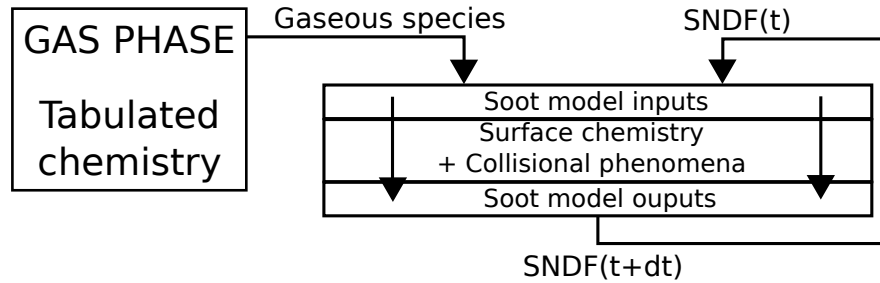 GAS PHASE
Tabulated
chemistry
Gaseous species
SNDF(t)
Soot model inputs
Surface chemistry
+ Collisional phenomena
Soot model ouputs
SNDF(t+dt)